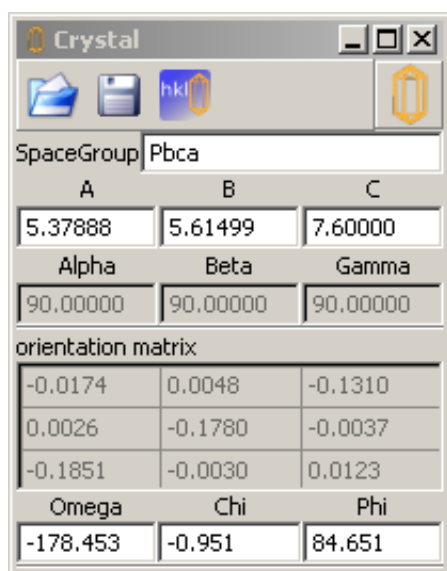 Crystal
hkl
SpaceGroup Pbca
A B C
5.37888 5.61499 7.60000
Alpha Beta Gamma
90.00000 90.00000 90.00000
orientation matrix
-0.0174 0.0048 -0.1310
0.0026 -0.1780 -0.0037
-0.1851 -0.0030 0.0123
Omega Chi Phi
-178.453 -0.951 84.651